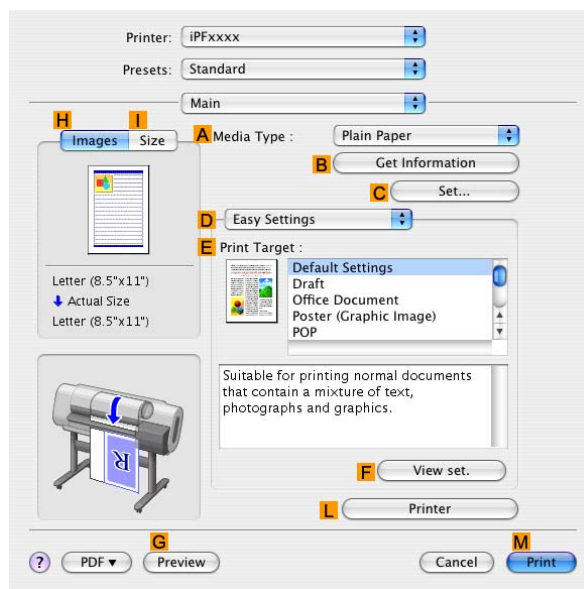 Printer: iPFxxxx
Presets: Standard
Main
H I
Images Size
A Media Type : Plain Paper
B Get Information
C Set...
D Easy Settings
E Print Target :
Default Settings
Draft
Office Document
Poster (Graphic Image)
POP
Letter (8.5"x11")
Actual Size
Letter (8.5"x11")
Suitable for printing normal documents
that contain a mixture of text,
photographs and graphics.
R
F View set.
L Printer
G M
? PDF Preview Cancel Print